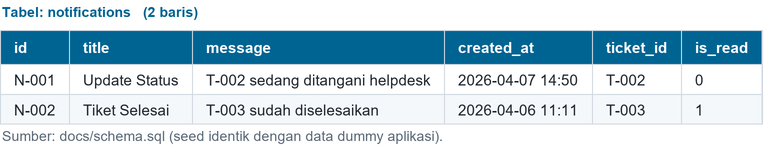 Tabel: notifications (2 baris)
id title message created_at ticket_id is_read
N-001 Update Status T-002 sedang ditangani helpdesk 2026-04-07 14:50 T-002 0
N-002 Tiket Selesai T-003 sudah diselesaikan 2026-04-06 11:11 T-003 1
Sumber: docs/schema.sql (seed identik dengan data dummy aplikasi).